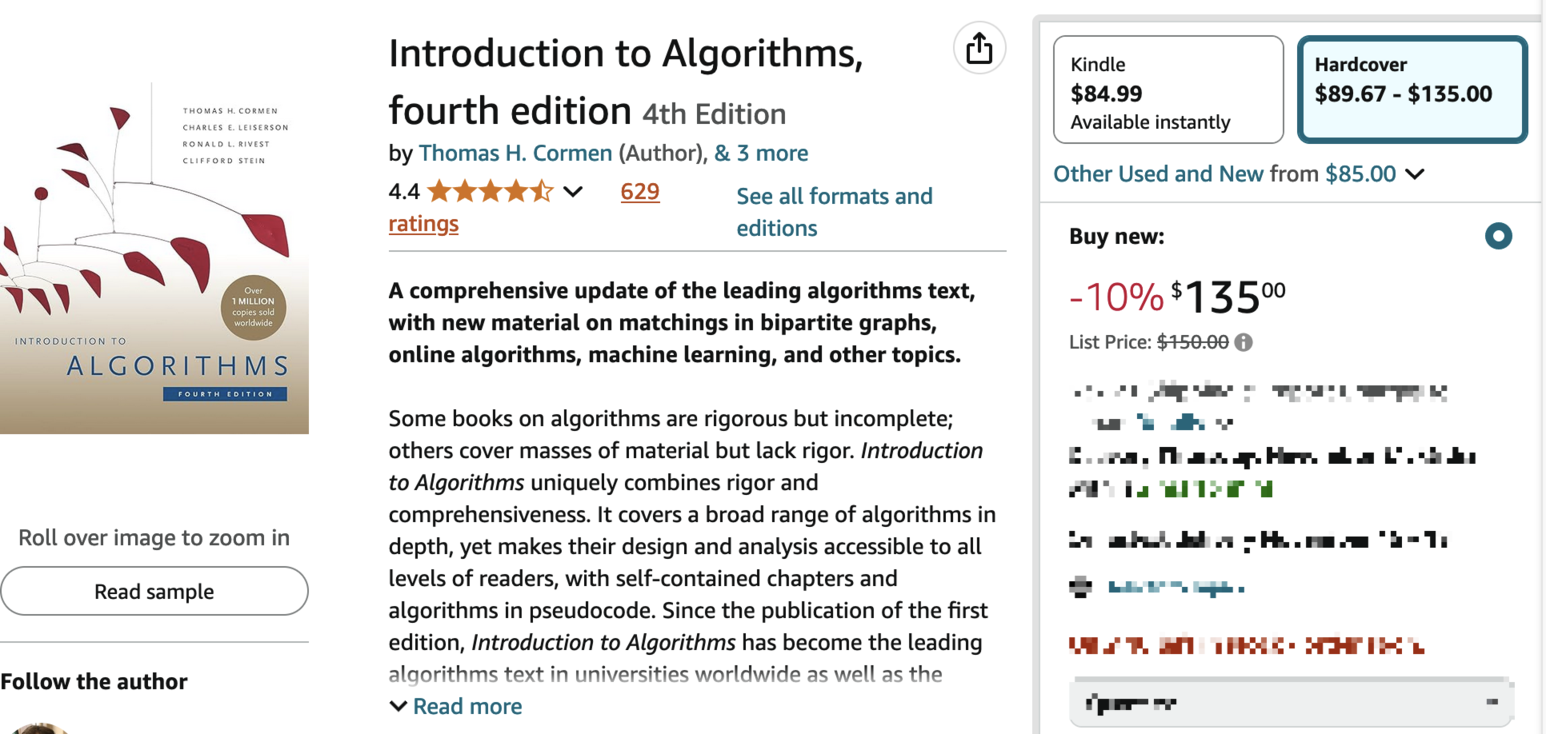 THOMAS H. CORMEN
CHARLES E. LEISERSON
RONALD L. RIVEST
CLIFFORD STEIN
Over
1 MILLION
copies sold
worldwide
INTRODUCTION TO
ALGORITHMS
FOURTH EDITION
Roll over image to zoom in
Read sample
Follow the author
Introduction to Algorithms,
fourth edition 4th Edition
by Thomas H. Cormen (Author), & 3 more
4.4 629
ratings
See all formats and
editions
A comprehensive update of the leading algorithms text,
with new material on matchings in bipartite graphs,
online algorithms, machine learning, and other topics.
Some books on algorithms are rigorous but incomplete;
others cover masses of material but lack rigor. Introduction
to Algorithms uniquely combines rigor and
comprehensiveness. It covers a broad range of algorithms in
depth, yet makes their design and analysis accessible to all
levels of readers, with self-contained chapters and
algorithms in pseudocode. Since the publication of the first
edition, Introduction to Algorithms has become the leading
algorithms text in universities worldwide as well as the
Read more
Kindle
$84.99
Available instantly
Hardcover
$89.67 - $135.00
Other Used and New from $85.00
Buy new:
-10% $13500
List Price: $150.00